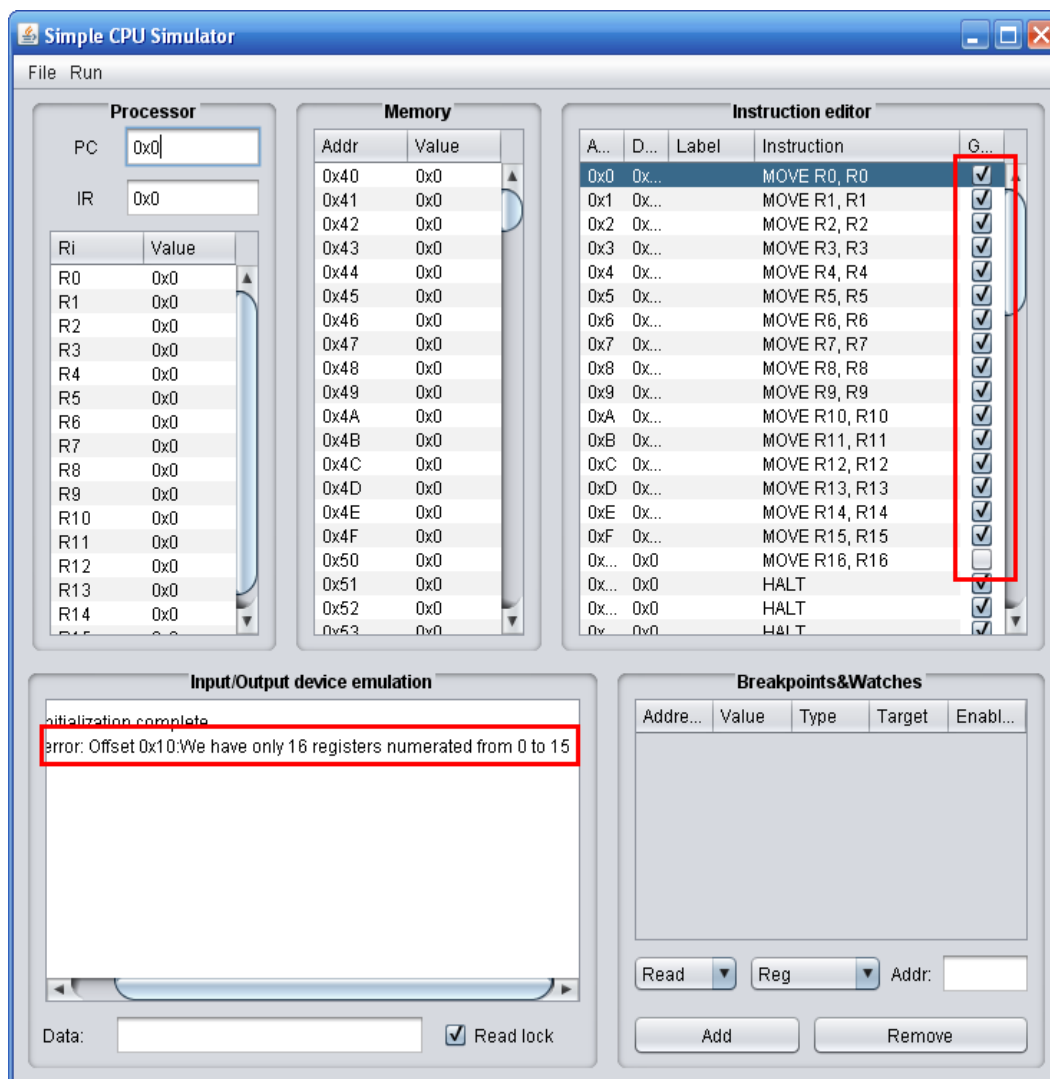 Simple CPU Simulator
File Run
Processor
PC 0x0
IR 0x0
Ri Value
R0 0x0
R1 0x0
R2 0x0
R3 0x0
R4 0x0
R5 0x0
R6 0x0
R7 0x0
R8 0x0
R9 0x0
R10 0x0
R11 0x0
R12 0x0
R13 0x0
R14 0x0
Memory
Addr Value
0x40 0x0
0x41 0x0
0x42 0x0
0x43 0x0
0x44 0x0
0x45 0x0
0x46 0x0
0x47 0x0
0x48 0x0
0x49 0x0
0x4A 0x0
0x4B 0x0
0x4C 0x0
0x4D 0x0
0x4E 0x0
0x4F 0x0
0x50 0x0
0x51 0x0
0x52 0x0
0x53 0x0
Instruction editor
A... D... Label Instruction G...
0x0 0x... MOVE R0, R0
0x1 0x... MOVE R1, R1
0x2 0x... MOVE R2, R2
0x3 0x... MOVE R3, R3
0x4 0x... MOVE R4, R4
0x5 0x... MOVE R5, R5
0x6 0x... MOVE R6, R6
0x7 0x... MOVE R7, R7
0x8 0x... MOVE R8, R8
0x9 0x... MOVE R9, R9
0xA 0x... MOVE R10, R10
0xB 0x... MOVE R11, R11
0xC 0x... MOVE R12, R12
0xD 0x... MOVE R13, R13
0xE 0x... MOVE R14, R14
0xF 0x... MOVE R15, R15
0x... 0x0 MOVE R16, R16
0x... 0x0 HALT
0x... 0x0 HALT
0x... 0x0 HALT
Input/Output device emulation
nitialization complete
error: Offset 0x10:We have only 16 registers numerated from 0 to 15
Data: Read lock
Breakpoints&Watches
Addre... Value Type Target Enabl...
Read Reg Addr:
Add Remove